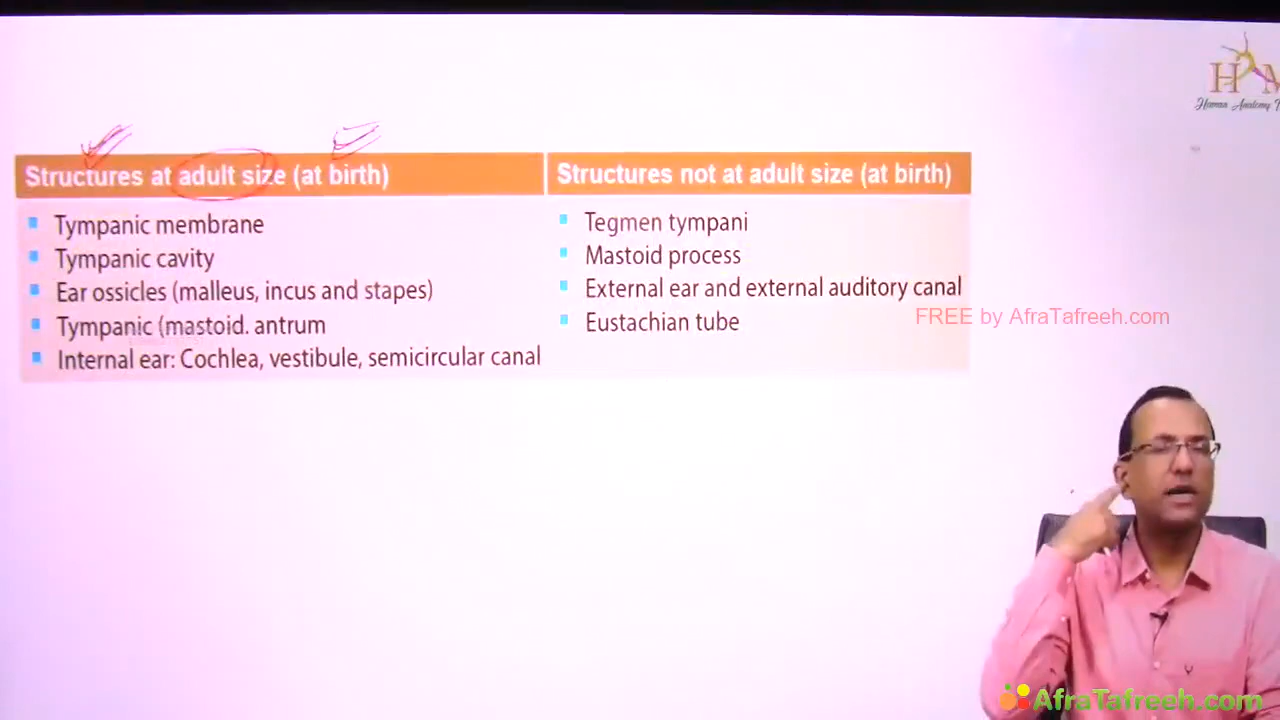 H M
Human Anatomy
Structures at adult size (at birth)
Structures not at adult size (at birth)
Tympanic membrane
Tympanic cavity
Ear ossicles (malleus, incus and stapes)
Tympanic (mastoid. antrum
Internal ear: Cochlea, vestibule, semicircular canal
Tegmen tympani
Mastoid process
External ear and external auditory canal
Eustachian tube
FREE by AfraTafreeh.com
AfraTafreeh.com